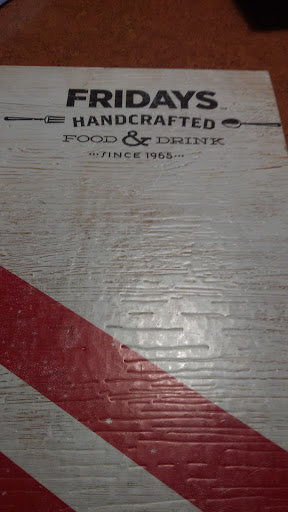 FRIDAYS
HANDCRAFTED
FOOD & DRINK
···SINCE 1965···